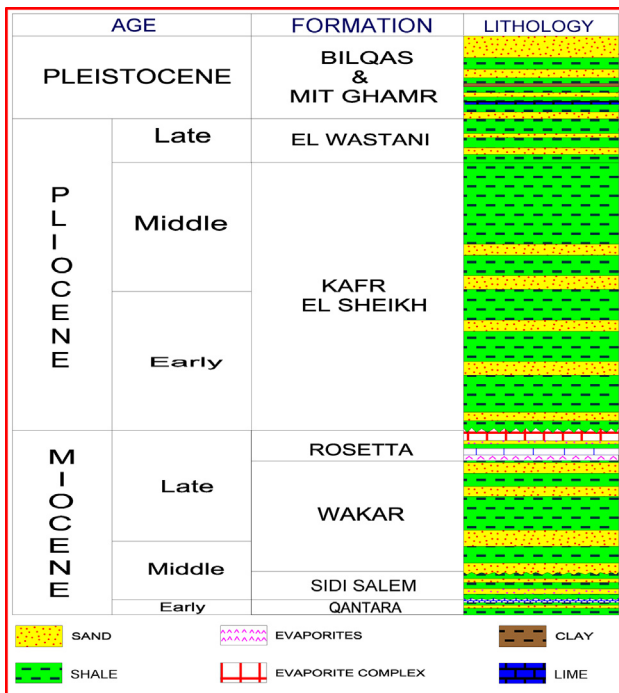 AGE FORMATION LITHOLOGY
PLEISTOCENE
BILQAS
&
MIT GHAMR
PLIOCENE
Late
EL WASTANI
Middle
KAFR
EL SHEIKH
Early
MIOCENE
Late
ROSETTA
WAKAR
Middle
SIDI SALEM
Early
QANTARA
SAND EVAPORITES CLAY
SHALE EVAPORITE COMPLEX LIME